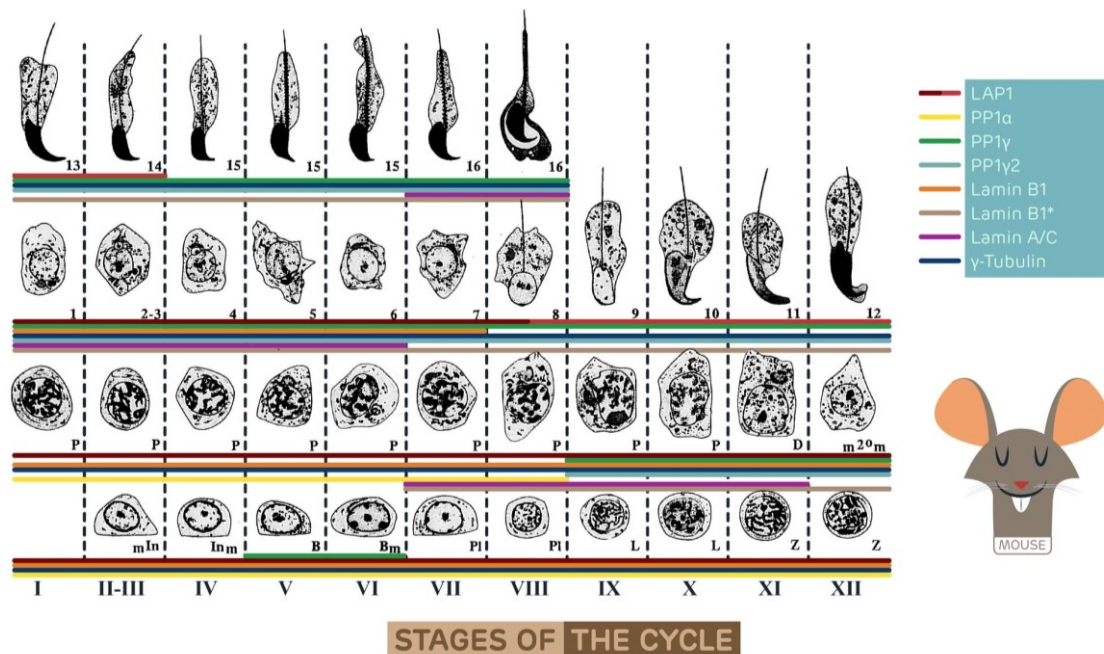 13 14 15 15 15 16 16
LAP1
PP1α
PP1γ
PP1γ2
Lamin B1
Lamin B1*
Lamin A/C
γ-Tubulin
1 2-3 4 5 6 7 8 9 10 11 12
P P P P P P P P P D m2°m
MOUSE
mIn Inm B Bm Pl Pl L L Z Z
I II-III IV V VI VII VIII IX X XI XII
STAGES OF THE CYCLE